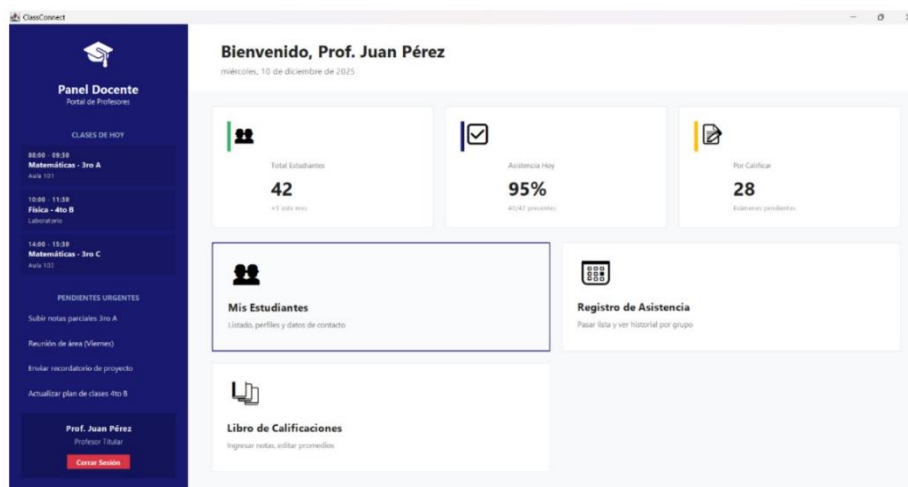 ClassConnect
Panel Docente
Portal de Profesores
CLASES DE HOY
08:00 - 09:30
Matemáticas - 3ro A
Aula 101
10:00 - 11:30
Física - 4to B
Laboratorio
14:00 - 15:30
Matemáticas - 3ro C
Aula 102
PENDIENTES URGENTES
Subir notas parciales 3ro A
Reunión de área (Viernes)
Enviar recordatorio de proyecto
Actualizar plan de clases 4to B
Prof. Juan Pérez
Profesor Titular
Cerrar Sesión
Bienvenido, Prof. Juan Pérez
miércoles, 10 de diciembre de 2025
Total Estudiantes
42
este mes
Asistencia Hoy
95%
40/42 presentes
Por Calificar
28
Exámenes pendientes
Mis Estudiantes
Listado, perfiles y datos de contacto
Registro de Asistencia
Pasar lista y ver historial por grupo
Libro de Calificaciones
Ingresar notas, editar promedios